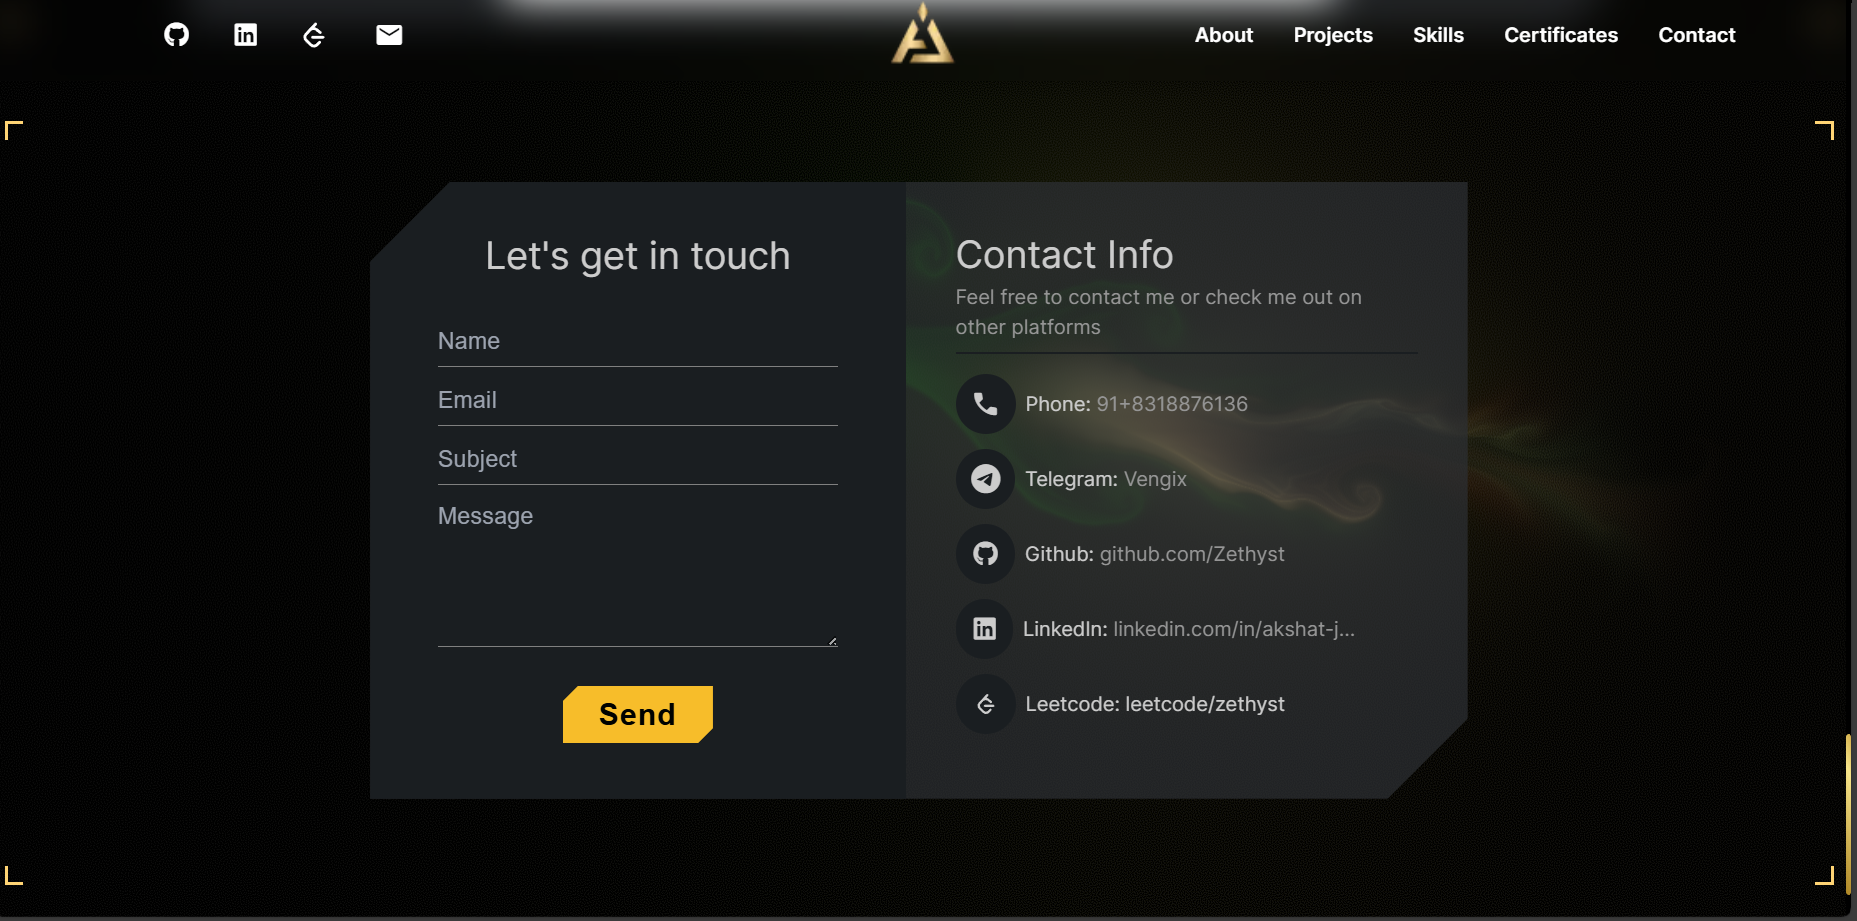 About Projects Skills Certificates Contact
Let's get in touch
Name
Email
Subject
Message
Send
Contact Info
Feel free to contact me or check me out on
other platforms
Phone: 91+8318876136
Telegram: Vengix
Github: github.com/Zethyst
LinkedIn: linkedin.com/in/akshat-j...
Leetcode: leetcode/zethyst